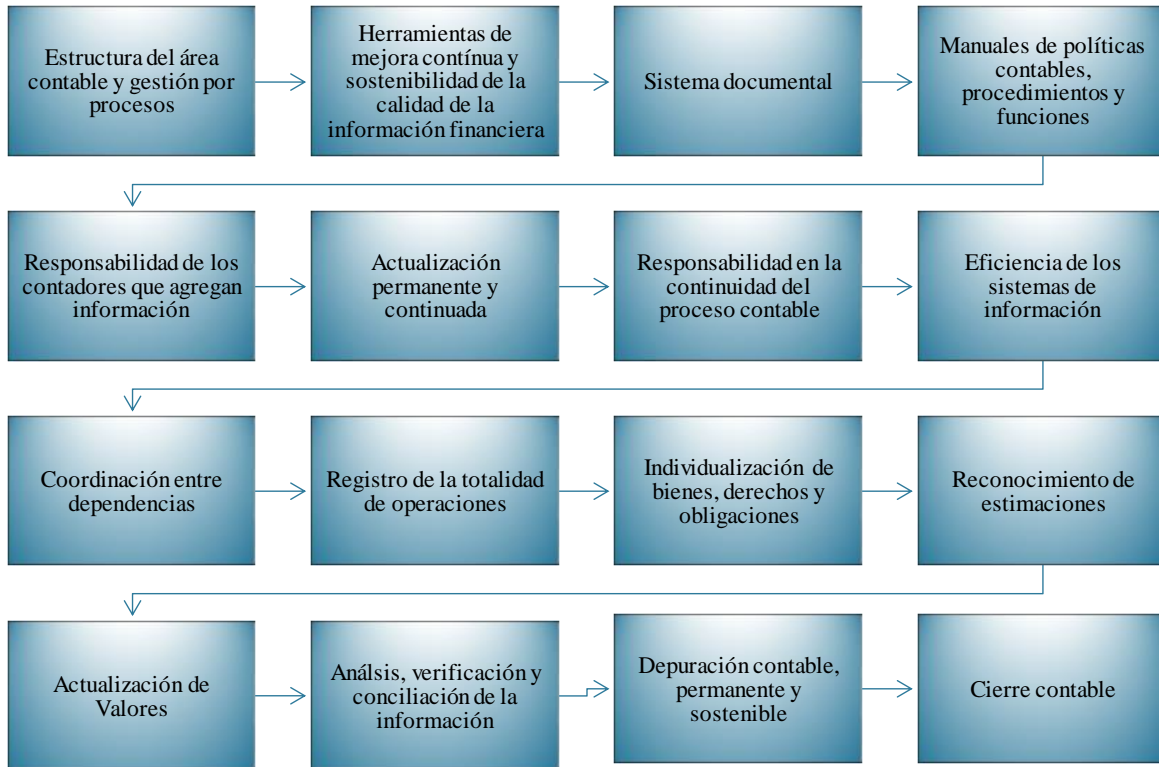 Estructura del área
contable y gestión por
procesos
Herramientas de
mejora contínua y
sostenibilidad de la
calidad de la
información financiera
Sistema documental
Manuales de políticas
contables,
procedimientos y
funciones
Responsabilidad de los
contadores que agregan
información
Actualización
permanente y
continuada
Responsabilidad en la
continuidad del
proceso contable
Eficiencia de los
sistemas de
información
Coordinación entre
dependencias
Registro de la totalidad
de operaciones
Individualización de
bienes, derechos y
obligaciones
Reconocimiento de
estimaciones
Actualización de
Valores
Análsis, verificación y
conciliación de la
información
Depuración contable,
permanente y
sostenible
Cierre contable